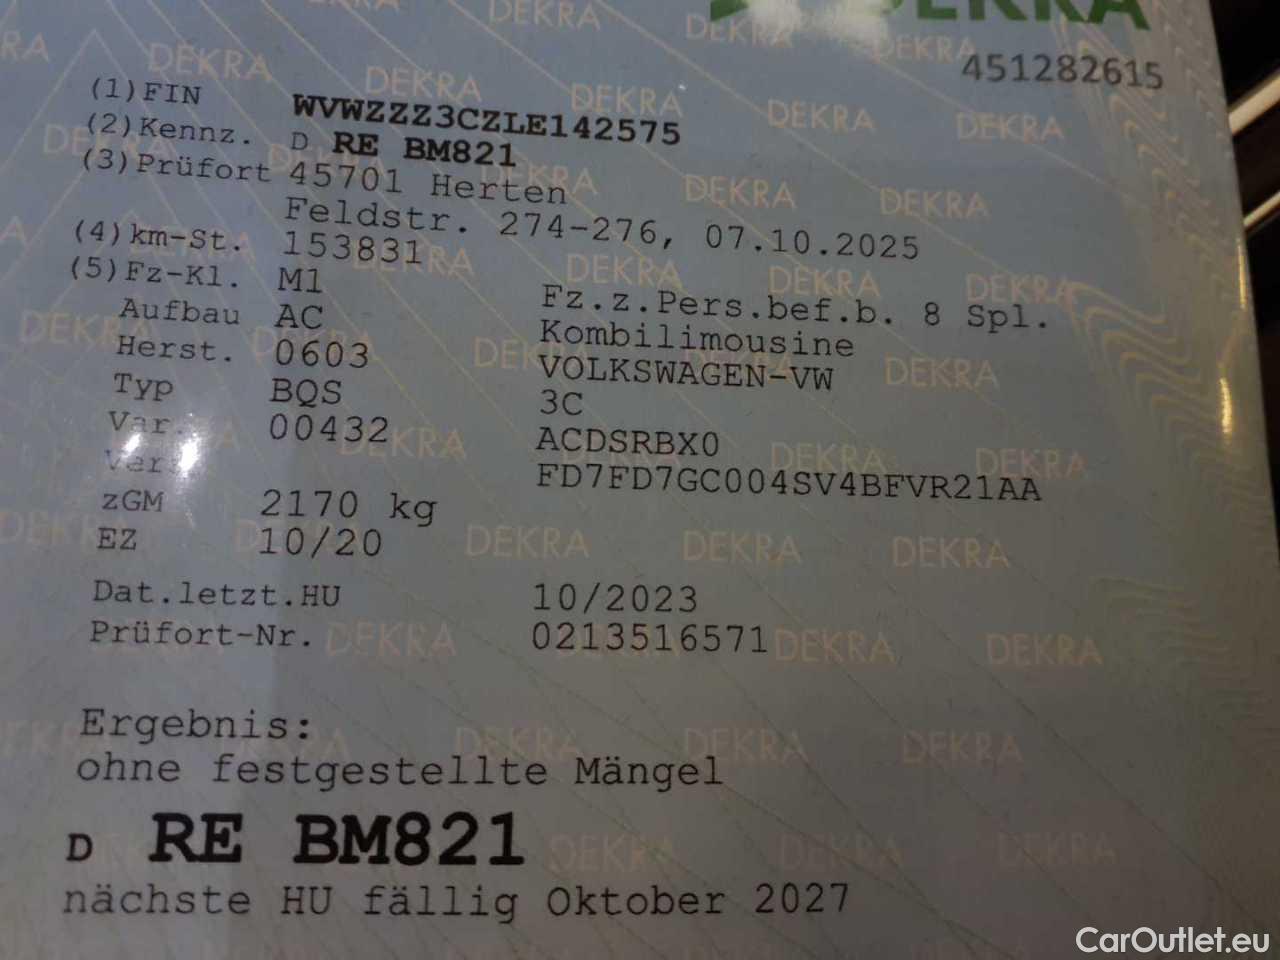 DEKRA
451282615
(1)FIN WVWZZZ3CZLE142575
(2)Kennz. D RE BM821
(3)Prüfort 45701 Herten
Feldstr. 274-276, 07.10.2025
(4)km-St. 153831
(5)Fz-Kl. M1 Fz.z.Pers.bef.b. 8 Spl.
Aufbau AC Kombilimousine
Herst. 0603 VOLKSWAGEN-VW
Typ BQS 3C
Var. 00432 ACDSRBX0
Vers. FD7FD7GC004SV4BFVR21AA
zGM 2170 kg
EZ 10/20
Dat.letzt.HU 10/2023
Prüfort-Nr. 0213516571
Ergebnis:
ohne festgestellte Mängel
D RE BM821
nächste HU fällig Oktober 2027
CarOutlet.eu